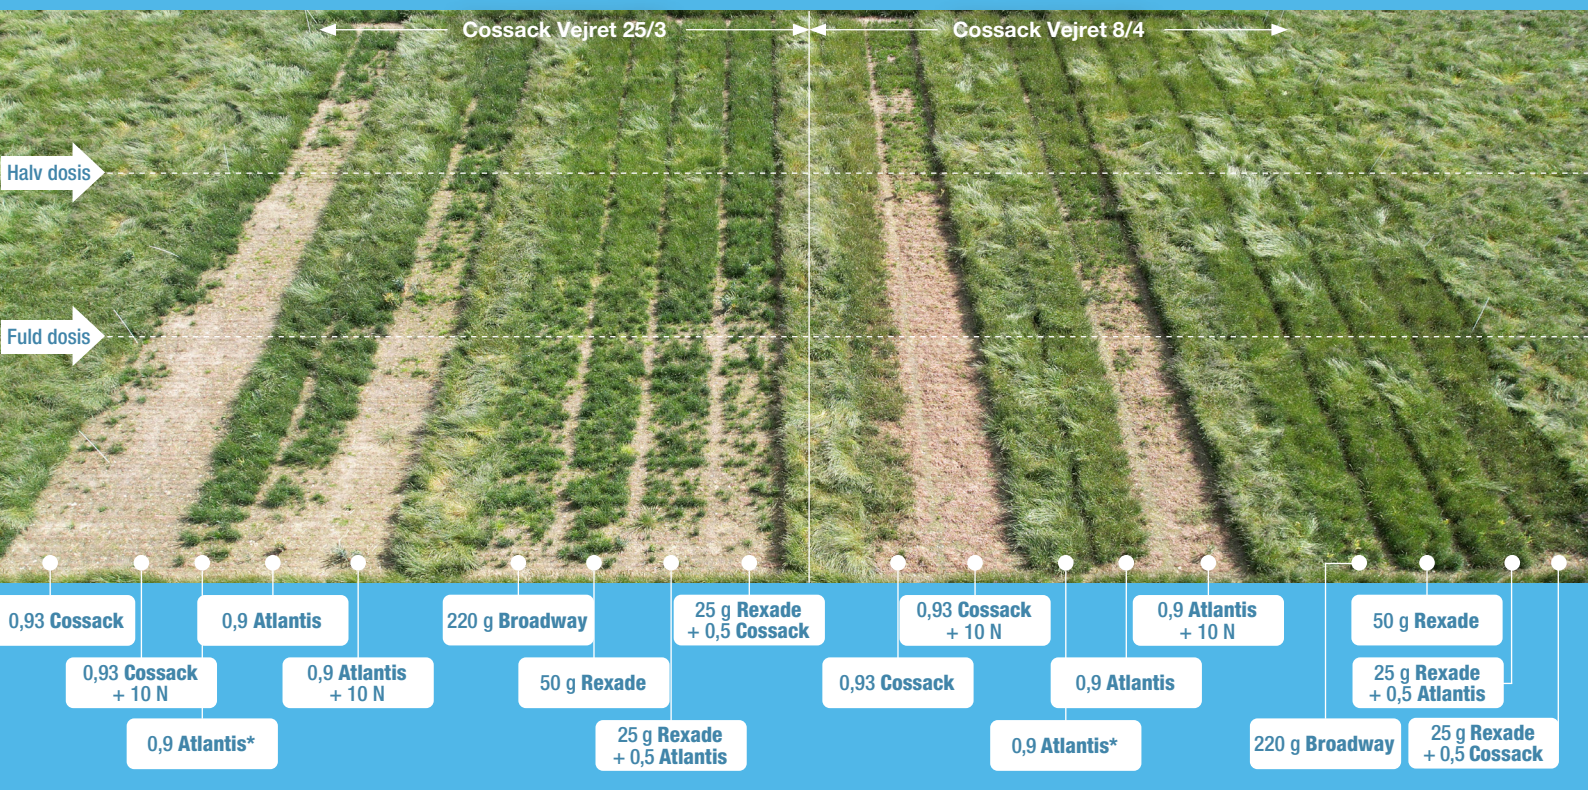 Cossack Vejret 25/3
Cossack Vejret 8/4
Halv dosis
Fuld dosis
0,93 Cossack
0,93 Cossack
+ 10 N
0,9 Atlantis*
0,9 Atlantis
0,9 Atlantis
+ 10 N
220 g Broadway
50 g Rexade
25 g Rexade
+ 0,5 Atlantis
25 g Rexade
+ 0,5 Cossack
0,93 Cossack
0,93 Cossack
+ 10 N
0,9 Atlantis*
0,9 Atlantis
0,9 Atlantis
+ 10 N
220 g Broadway
50 g Rexade
25 g Rexade
+ 0,5 Atlantis
25 g Rexade
+ 0,5 Cossack